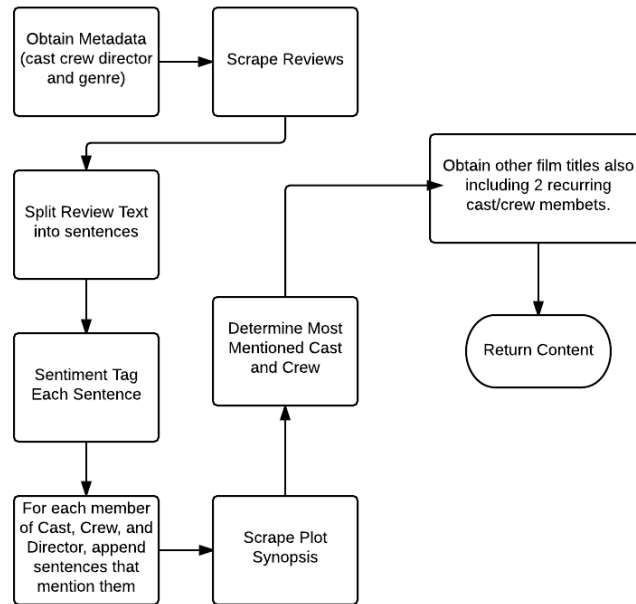 Obtain Metadata
(cast crew director
and genre)
Scrape Reviews
Split Review Text
into sentences
Sentiment Tag
Each Sentence
For each member
of Cast, Crew, and
Director, append
sentences that
mention them
Scrape Plot
Synopsis
Determine Most
Mentioned Cast
and Crew
Obtain other film titles also
including 2 recurring
cast/crew membets.
Return Content